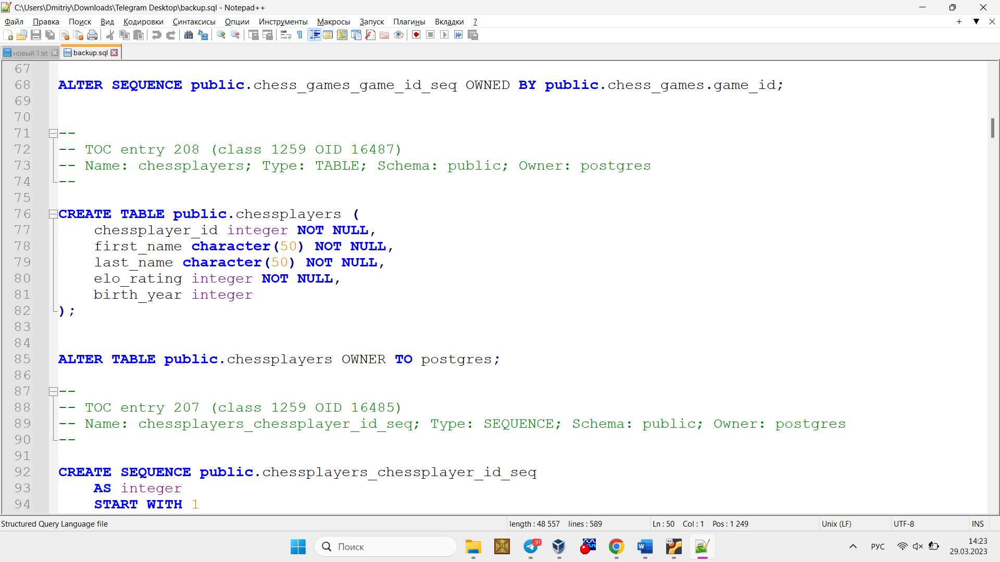 C:\Users\Dmitriy\Downloads\Telegram Desktop\backup.sql - Notepad++
Файл Правка Поиск Вид Кодировки Синтаксисы Опции Инструменты Макросы Запуск Плагины Вкладки ?
новый 1.txt backup.sql
67
68 ALTER SEQUENCE public.chess_games_game_id_seq OWNED BY public.chess_games.game_id;
69
70
71 --
72 -- TOC entry 208 (class 1259 OID 16487)
73 -- Name: chessplayers; Type: TABLE; Schema: public; Owner: postgres
74 --
75
76 CREATE TABLE public.chessplayers (
77 chessplayer_id integer NOT NULL,
78 first_name character(50) NOT NULL,
79 last_name character(50) NOT NULL,
80 elo_rating integer NOT NULL,
81 birth_year integer
82 );
83
84
85 ALTER TABLE public.chessplayers OWNER TO postgres;
86
87 --
88 -- TOC entry 207 (class 1259 OID 16485)
89 -- Name: chessplayers_chessplayer_id_seq; Type: SEQUENCE; Schema: public; Owner: postgres
90 --
91
92 CREATE SEQUENCE public.chessplayers_chessplayer_id_seq
93 AS integer
94 START WITH 1
Structured Query Language file length : 48 557 lines : 589 Ln : 50 Col : 1 Pos : 1 249 Unix (LF) UTF-8 INS
Поиск ..91 64 РУС 14:23
29.03.2023